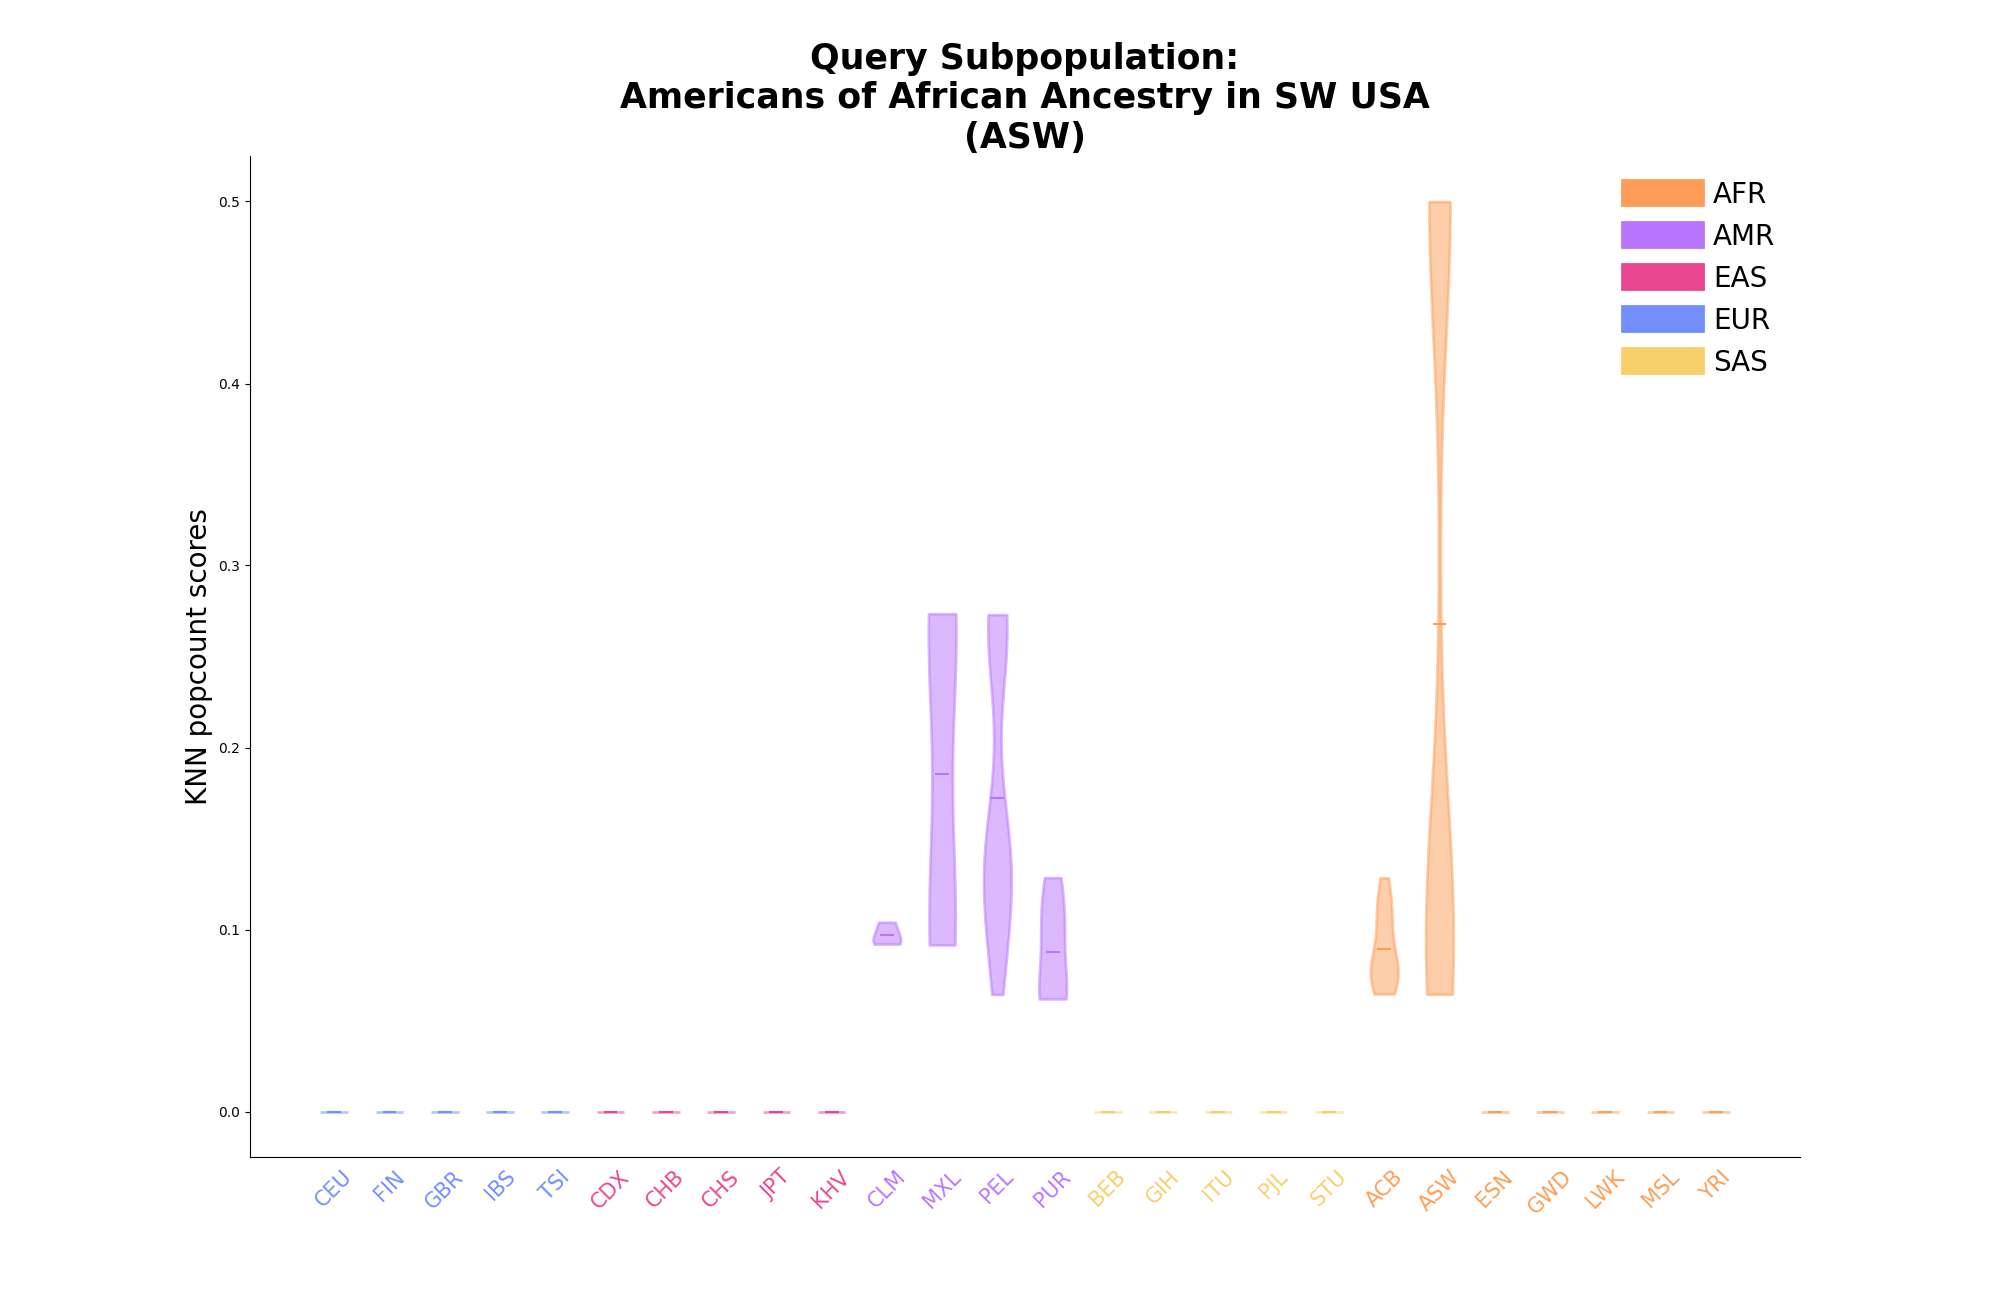 Query Subpopulation:
Americans of African Ancestry in SW USA
(ASW)
KNN popcount scores
0.5
0.4
0.3
0.2
0.1
0.0
AFR
AMR
EAS
EUR
SAS
CEU FIN GBR IBS TSI CDX CHB CHS JPT KHV CLM MXL PEL PUR BEB GIH ITU PJL STU ACB ASW ESN GWD LWK MSL YRI